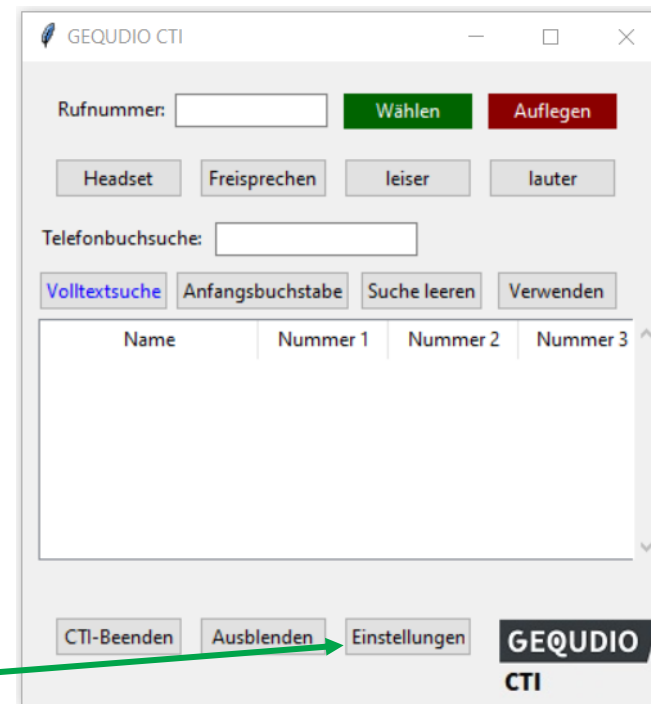 GEQUDIO CTI
Rufnummer: Wählen Auflegen
Headset Freisprechen leiser lauter
Telefonbuchsuche:
Volltextsuche Anfangsbuchstabe Suche leeren Verwenden
Name Nummer 1 Nummer 2 Nummer 3
CTI-Beenden Ausblenden Einstellungen GEQUDIO
CTI